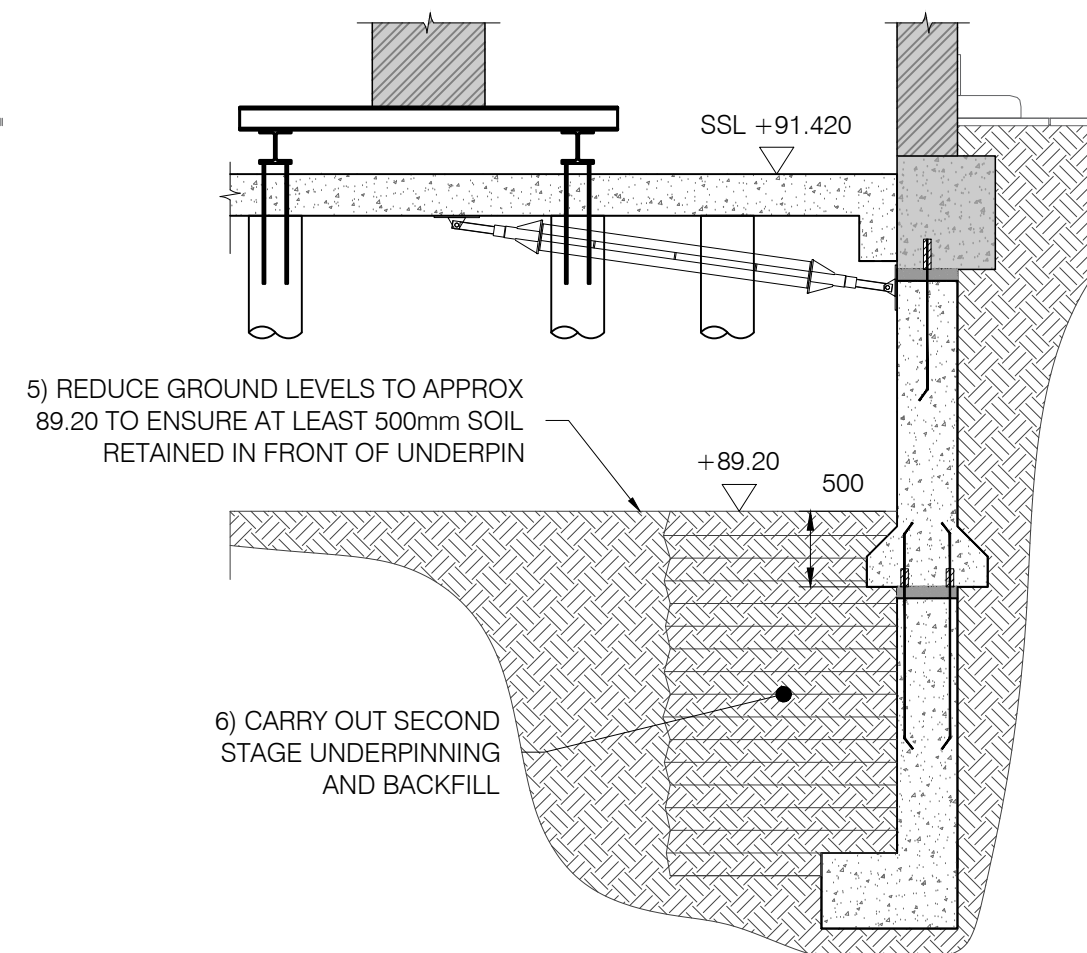 SSL +91.420
5) REDUCE GROUND LEVELS TO APPROX
89.20 TO ENSURE AT LEAST 500mm SOIL
RETAINED IN FRONT OF UNDERPIN
+89.20
500
6) CARRY OUT SECOND
STAGE UNDERPINNING
AND BACKFILL